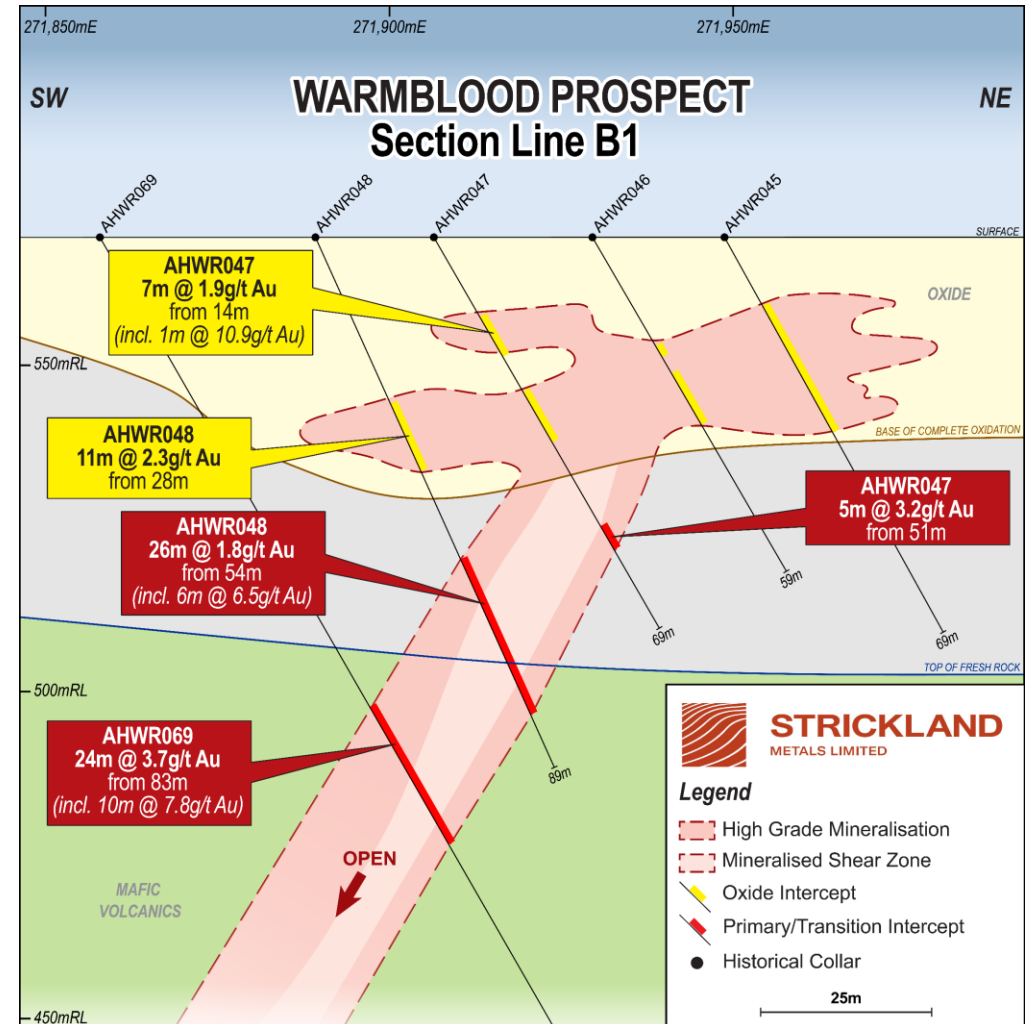 271,850mE
271,900mE
271,950mE
SW
WARMBLOOD PROSPECT
NE
Section Line B1
AHWR069
AHWR048
AHWR047
AHWR046
AHWR045
SURFACE
AHWR047
7m @ 1.9g/t Au
from 14m
(incl. 1m @ 10.9g/t Au)
OXIDE
550mRL
AHWR048
11m @ 2.3g/t Au
from 28m
BASE OF COMPLETE OXIDATION
AHWR047
5m @ 3.2g/t Au
from 51m
AHWR048
26m @ 1.8g/t Au
from 54m
(incl. 6m @ 6.5g/t Au)
59m
69m
69m
TOP OF FRESH ROCK
500mRL
AHWR069
24m @ 3.7g/t Au
from 83m
(incl. 10m @ 7.8g/t Au)
89m
OPEN
MAFIC
VOLCANICS
450mRL
STRICKLAND
METALS LIMITED
Legend
High Grade Mineralisation
Mineralised Shear Zone
Oxide Intercept
Primary/Transition Intercept
Historical Collar
25m